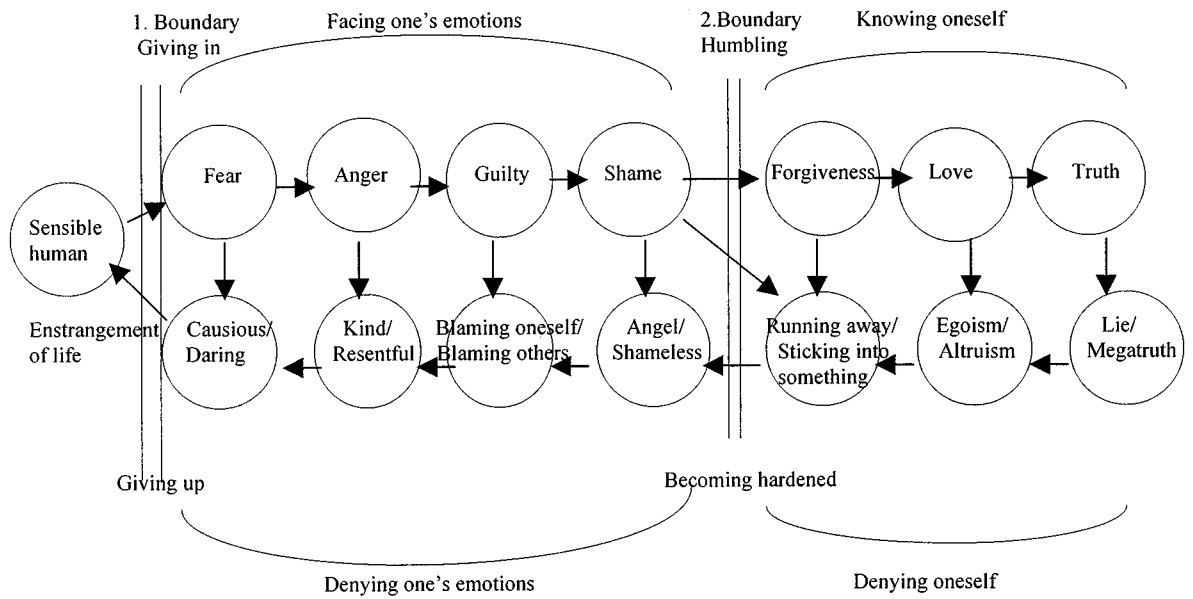 1. Boundary
Giving in
Facing one's emotions
2.Boundary
Humbling
Knowing oneself
Fear
Anger
Guilty
Shame
Forgiveness
Love
Truth
Sensible
human
Enstrangement
of life
Causious/
Daring
Kind/
Resentful
Blaming oneself/
Blaming others
Angel/
Shameless
Running away/
Sticking into
something
Egoism/
Altruism
Lie/
Megatruth
Giving up
Becoming hardened
Denying one's emotions
Denying oneself